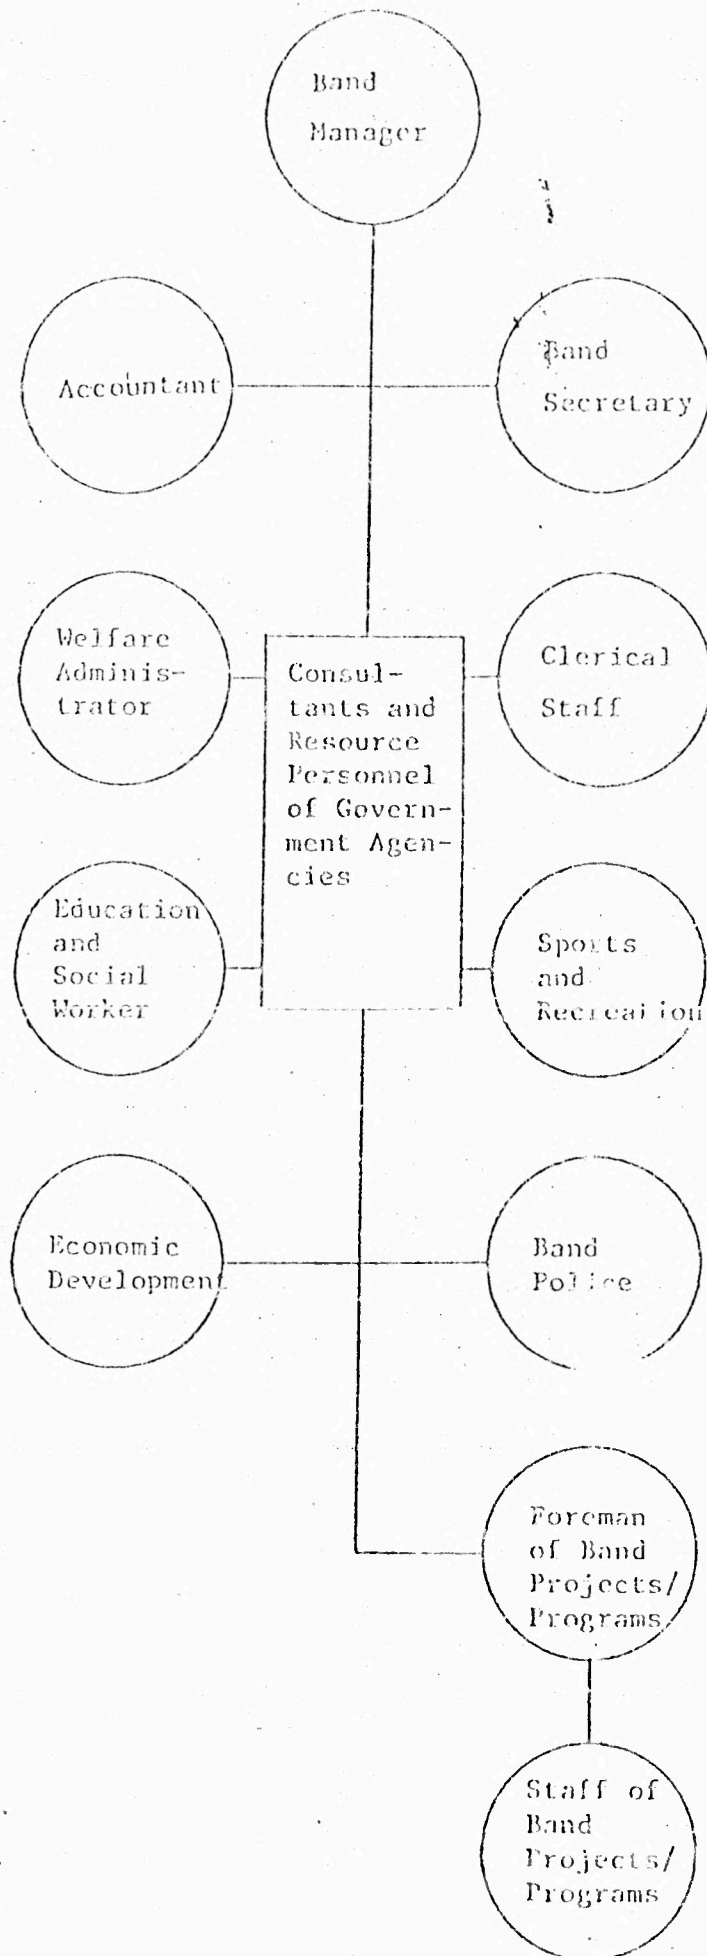 Band
Manager
Accountant
Band
Secretary
Welfare
Adminis-
trator
Consul-
tants and
Resource
Personnel
of Govern-
ment Agen-
cies
Clerical
Staff
Education
and
Social
Worker
Sports
and
Recreation
Economic
Development
Band
Police
Foreman
of Band
Projects/
Programs
Staff of
Band
Projects/
Programs